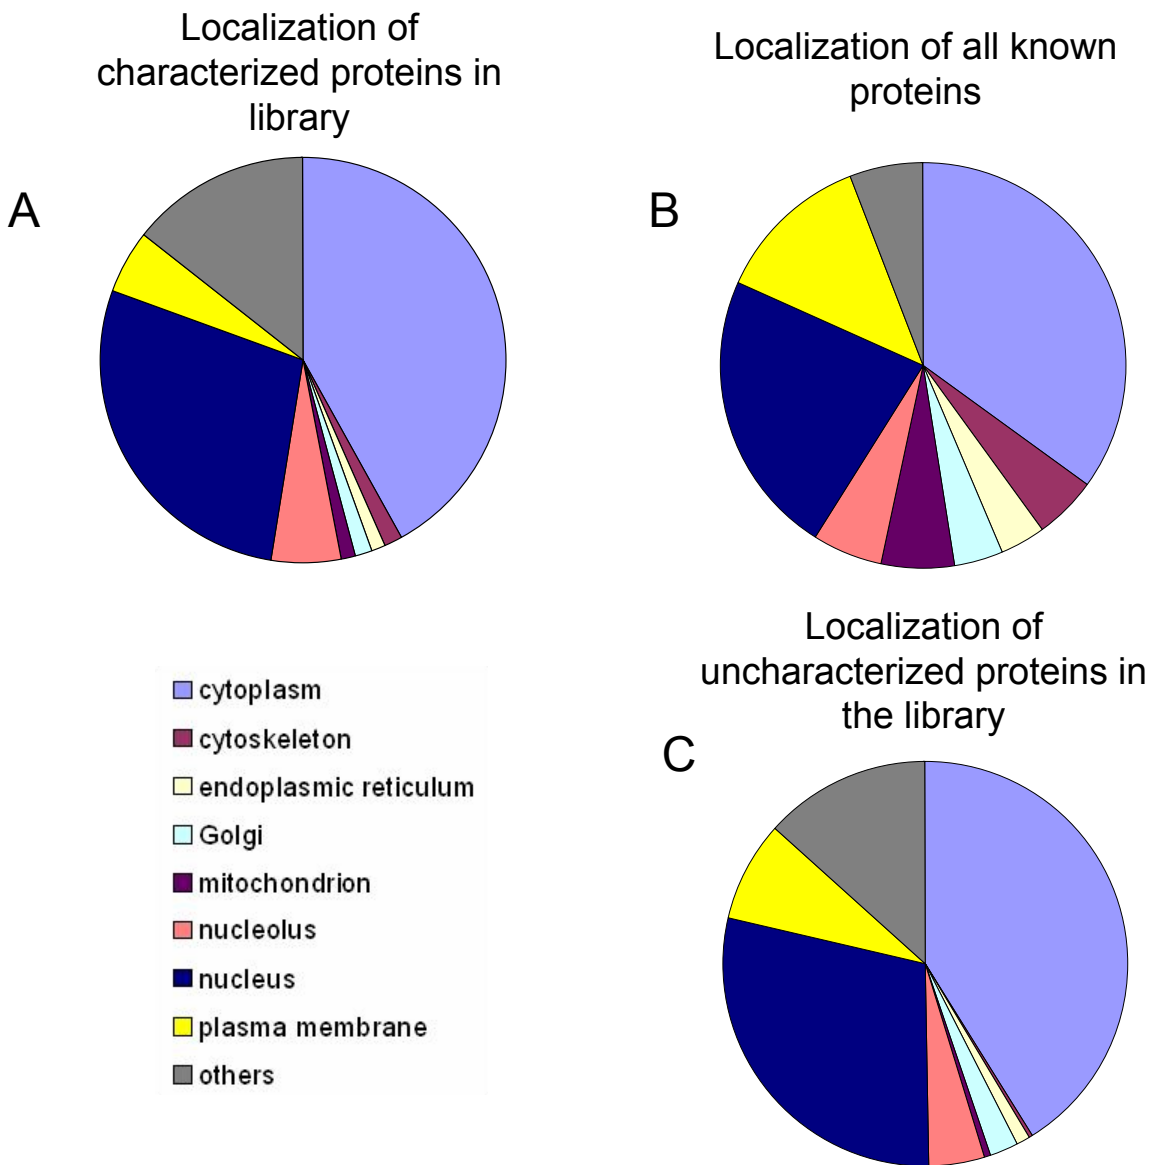 Localization of
characterized proteins in
library
Localization of all known
proteins
A
B
Localization of
uncharacterized proteins in
the library
C
cytoplasm
cytoskeleton
endoplasmic reticulum
Golgi
mitochondrion
nucleolus
nucleus
plasma membrane
others